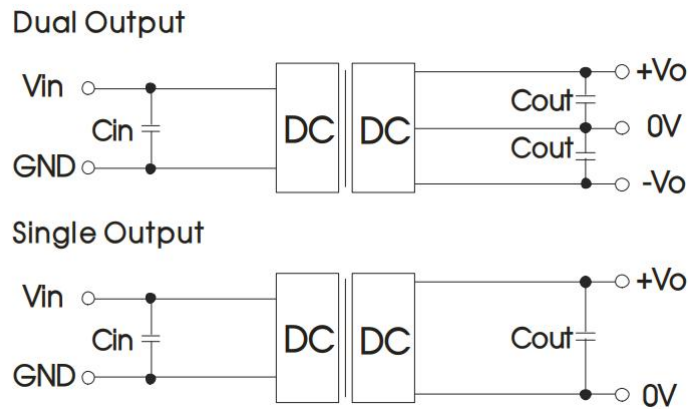 Dual Output
Vin
Cin
GND
DC DC
Cout
Cout
+Vo
0V
-Vo
Single Output
Vin
Cin
GND
DC DC
Cout
+Vo
0V